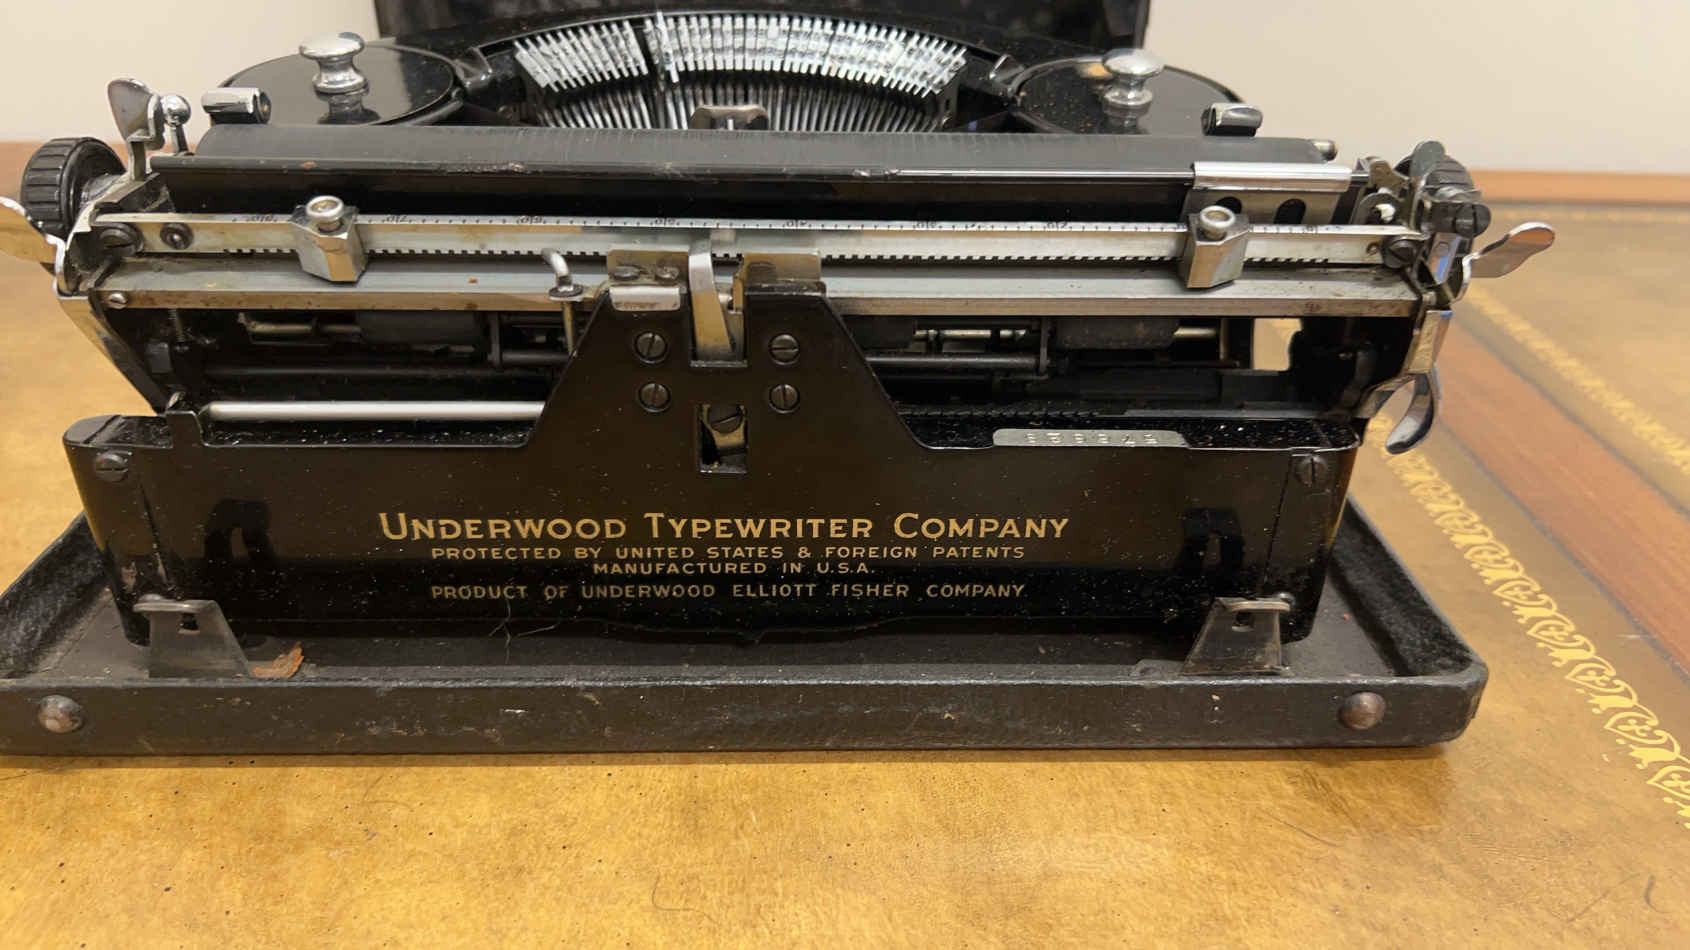 UNDERWOOD TYPEWRITER COMPANY
PROTECTED BY UNITED STATES & FOREIGN PATENTS
MANUFACTURED IN U.S.A.
PRODUCT OF UNDERWOOD ELLIOTT FISHER COMPANY